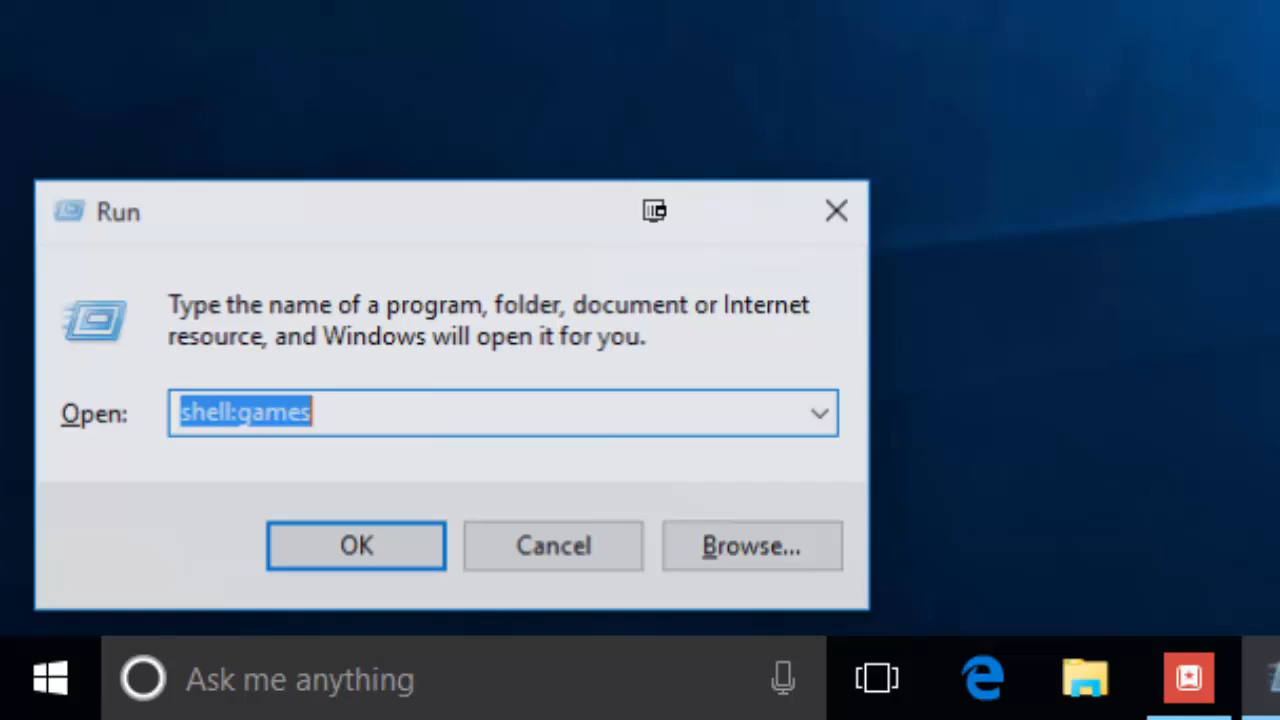 Run
Type the name of a program, folder, document or Internet
resource, and Windows will open it for you.
Open:
shell:games
OK
Cancel
Browse...
Ask me anything